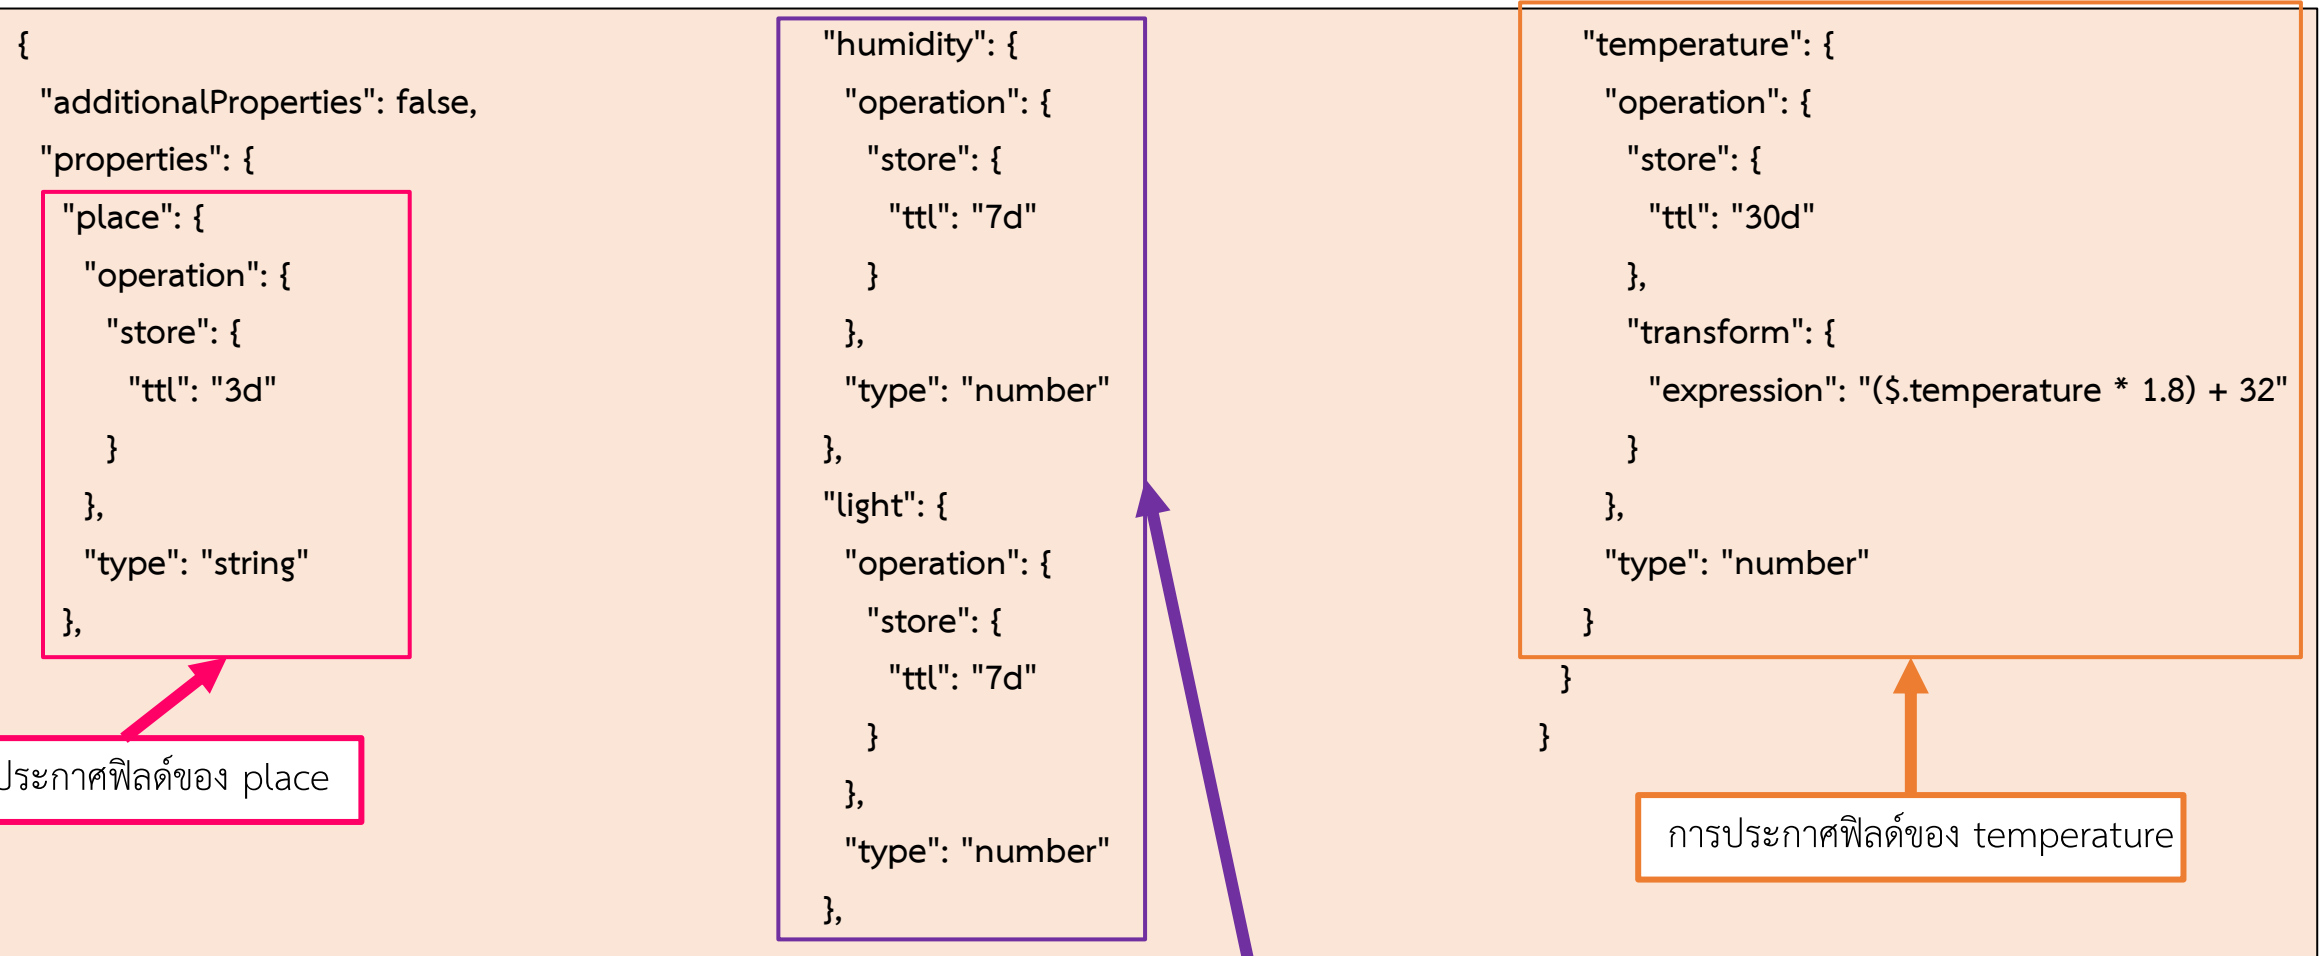 {
"additionalProperties": false,
"properties": {
"place": {
"operation": {
"store": {
"ttl": "3d"
}
},
"type": "string"
},
ประกาศฟิลด์ของ place
"humidity": {
"operation": {
"store": {
"ttl": "7d"
}
},
"type": "number"
},
"light": {
"operation": {
"store": {
"ttl": "7d"
}
},
"type": "number"
},
"temperature": {
"operation": {
"store": {
"ttl": "30d"
},
"transform": {
"expression": "($.temperature * 1.8) + 32"
}
},
"type": "number"
}
}
}
การประกาศฟิลด์ของ temperature